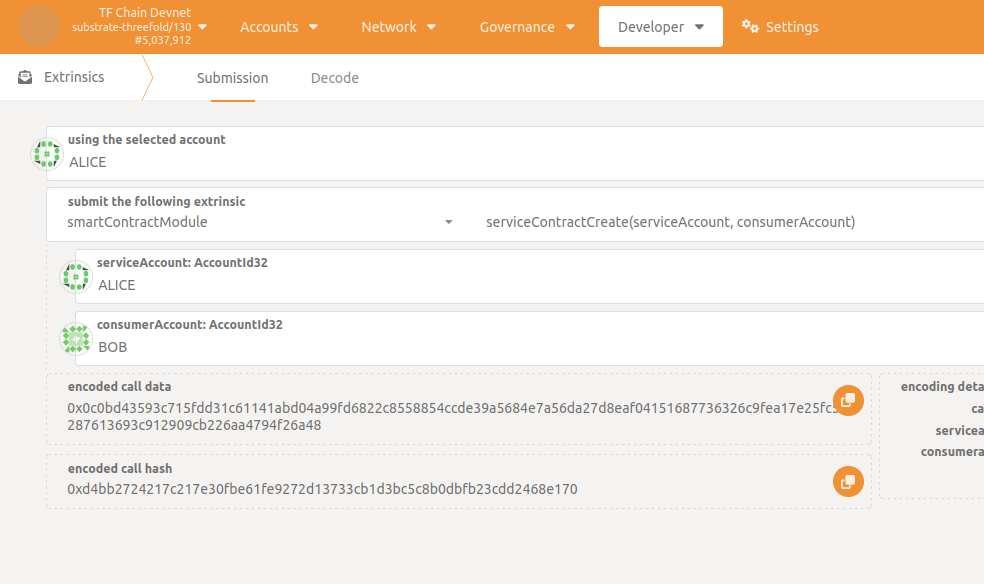 TF Chain Devnet
substrate-threefold/130
#5,037,912
Accounts
Network
Governance
Developer
Settings
Extrinsics
Submission
Decode
using the selected account
ALICE
submit the following extrinsic
smartContractModule
serviceContractCreate(serviceAccount, consumerAccount)
serviceAccount: AccountId32
ALICE
consumerAccount: AccountId32
BOB
encoded call data
0x0c0bd43593c715fdd31c61141abd04a99fd6822c8558854ccde39a5684e7a56da27d8eaf04151687736326c9fea17e25fc5
287613693c912909cb226aa4794f26a48
encoding deta
ca
servicea
consumera
encoded call hash
0xd4bb2724217c217e30fbe61fe9272d13733cb1d3bc5c8b0dbfb23cdd2468e170